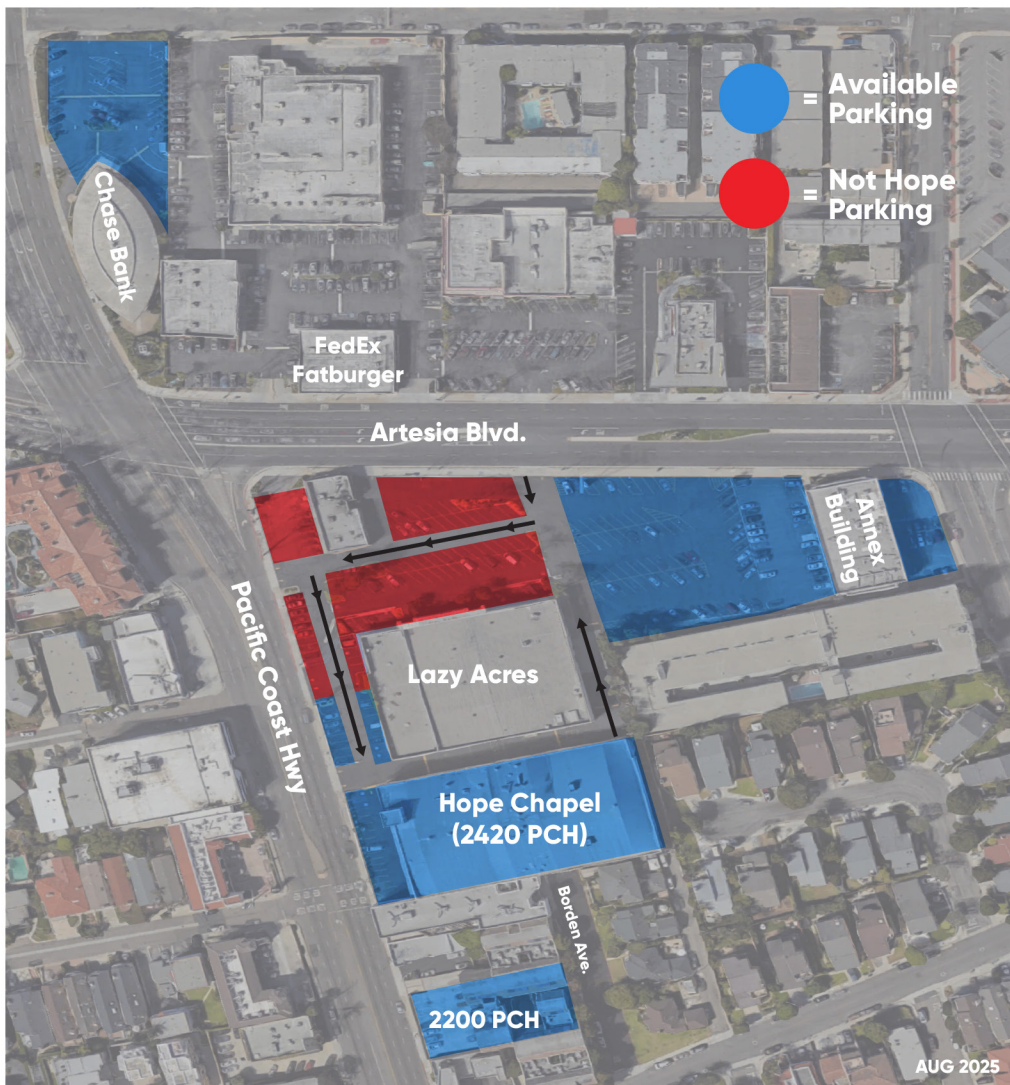 = Available
Parking
= Not Hope
Parking
Chase Bank
FedEx
Fatburger
Artesia Blvd.
Annex
Building
Pacific Coast Hwy
Lazy Acres
Hope Chapel
(2420 PCH)
Borden Ave.
2200 PCH
AUG 2025